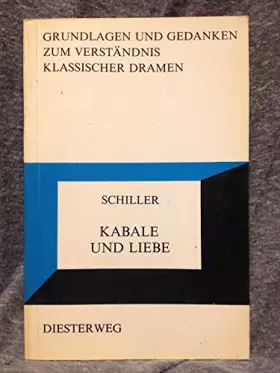 GRUNDLAGEN UND GEDANKEN
ZUM VERSTÄNDNIS
KLASSISCHER DRAMEN
SCHILLER
KABALE
UND LIEBE
DIESTERWEG